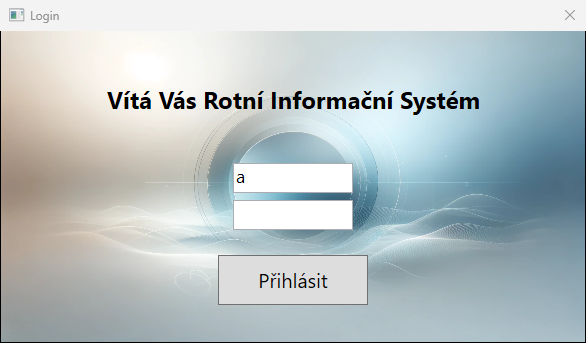 Login
Vítá Vás Rotní Informační Systém
a
Přihlásit